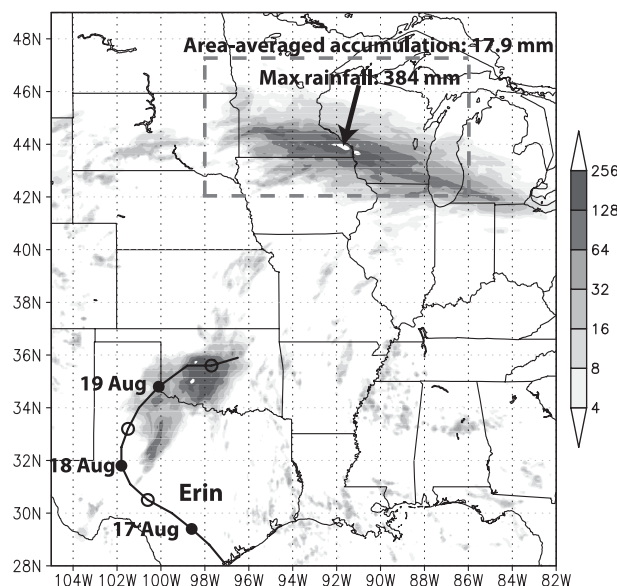 48N
Area-averaged accumulation: 17.9 mm
Max rainfall: 384 mm
46N
44N
42N
40N
38N
36N
34N
32N
30N
28N
19 Aug
18 Aug
Erin
17 Aug
104W 102W 100W 98W 96W 94W 92W 90W 88W 86W 84W 82W
256
128
64
32
16
8
4